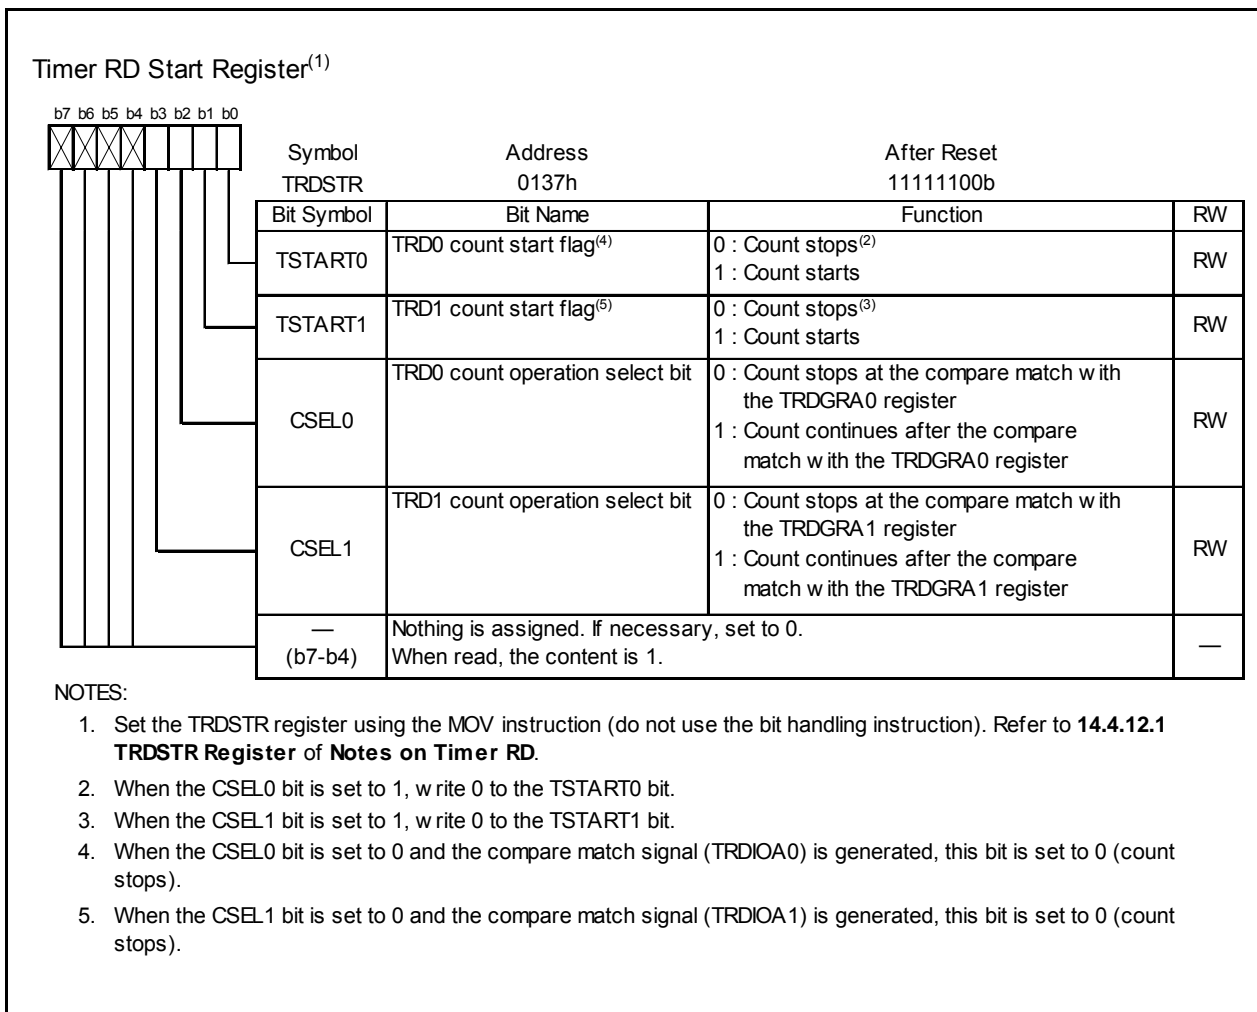 Timer RD Start Register(1)
b7 b6 b5 b4 b3 b2 b1 b0
Symbol Address After Reset
TRDSTR 0137h 11111100b
Bit Symbol Bit Name Function RW
TSTART0 TRD0 count start flag(4) 0 : Count stops(2) RW
1 : Count starts
TSTART1 TRD1 count start flag(5) 0 : Count stops(3) RW
1 : Count starts
CSEL0 TRD0 count operation select bit 0 : Count stops at the compare match with RW
the TRDGRA0 register
1 : Count continues after the compare
match with the TRDGRA0 register
CSEL1 TRD1 count operation select bit 0 : Count stops at the compare match with RW
the TRDGRA1 register
1 : Count continues after the compare
match with the TRDGRA1 register
— Nothing is assigned. If necessary, set to 0. —
(b7-b4) When read, the content is 1.
NOTES:
1. Set the TRDSTR register using the MOV instruction (do not use the bit handling instruction). Refer to 14.4.12.1
TRDSTR Register of Notes on Timer RD.
2. When the CSEL0 bit is set to 1, write 0 to the TSTART0 bit.
3. When the CSEL1 bit is set to 1, write 0 to the TSTART1 bit.
4. When the CSEL0 bit is set to 0 and the compare match signal (TRDIOA0) is generated, this bit is set to 0 (count
stops).
5. When the CSEL1 bit is set to 0 and the compare match signal (TRDIOA1) is generated, this bit is set to 0 (count
stops).